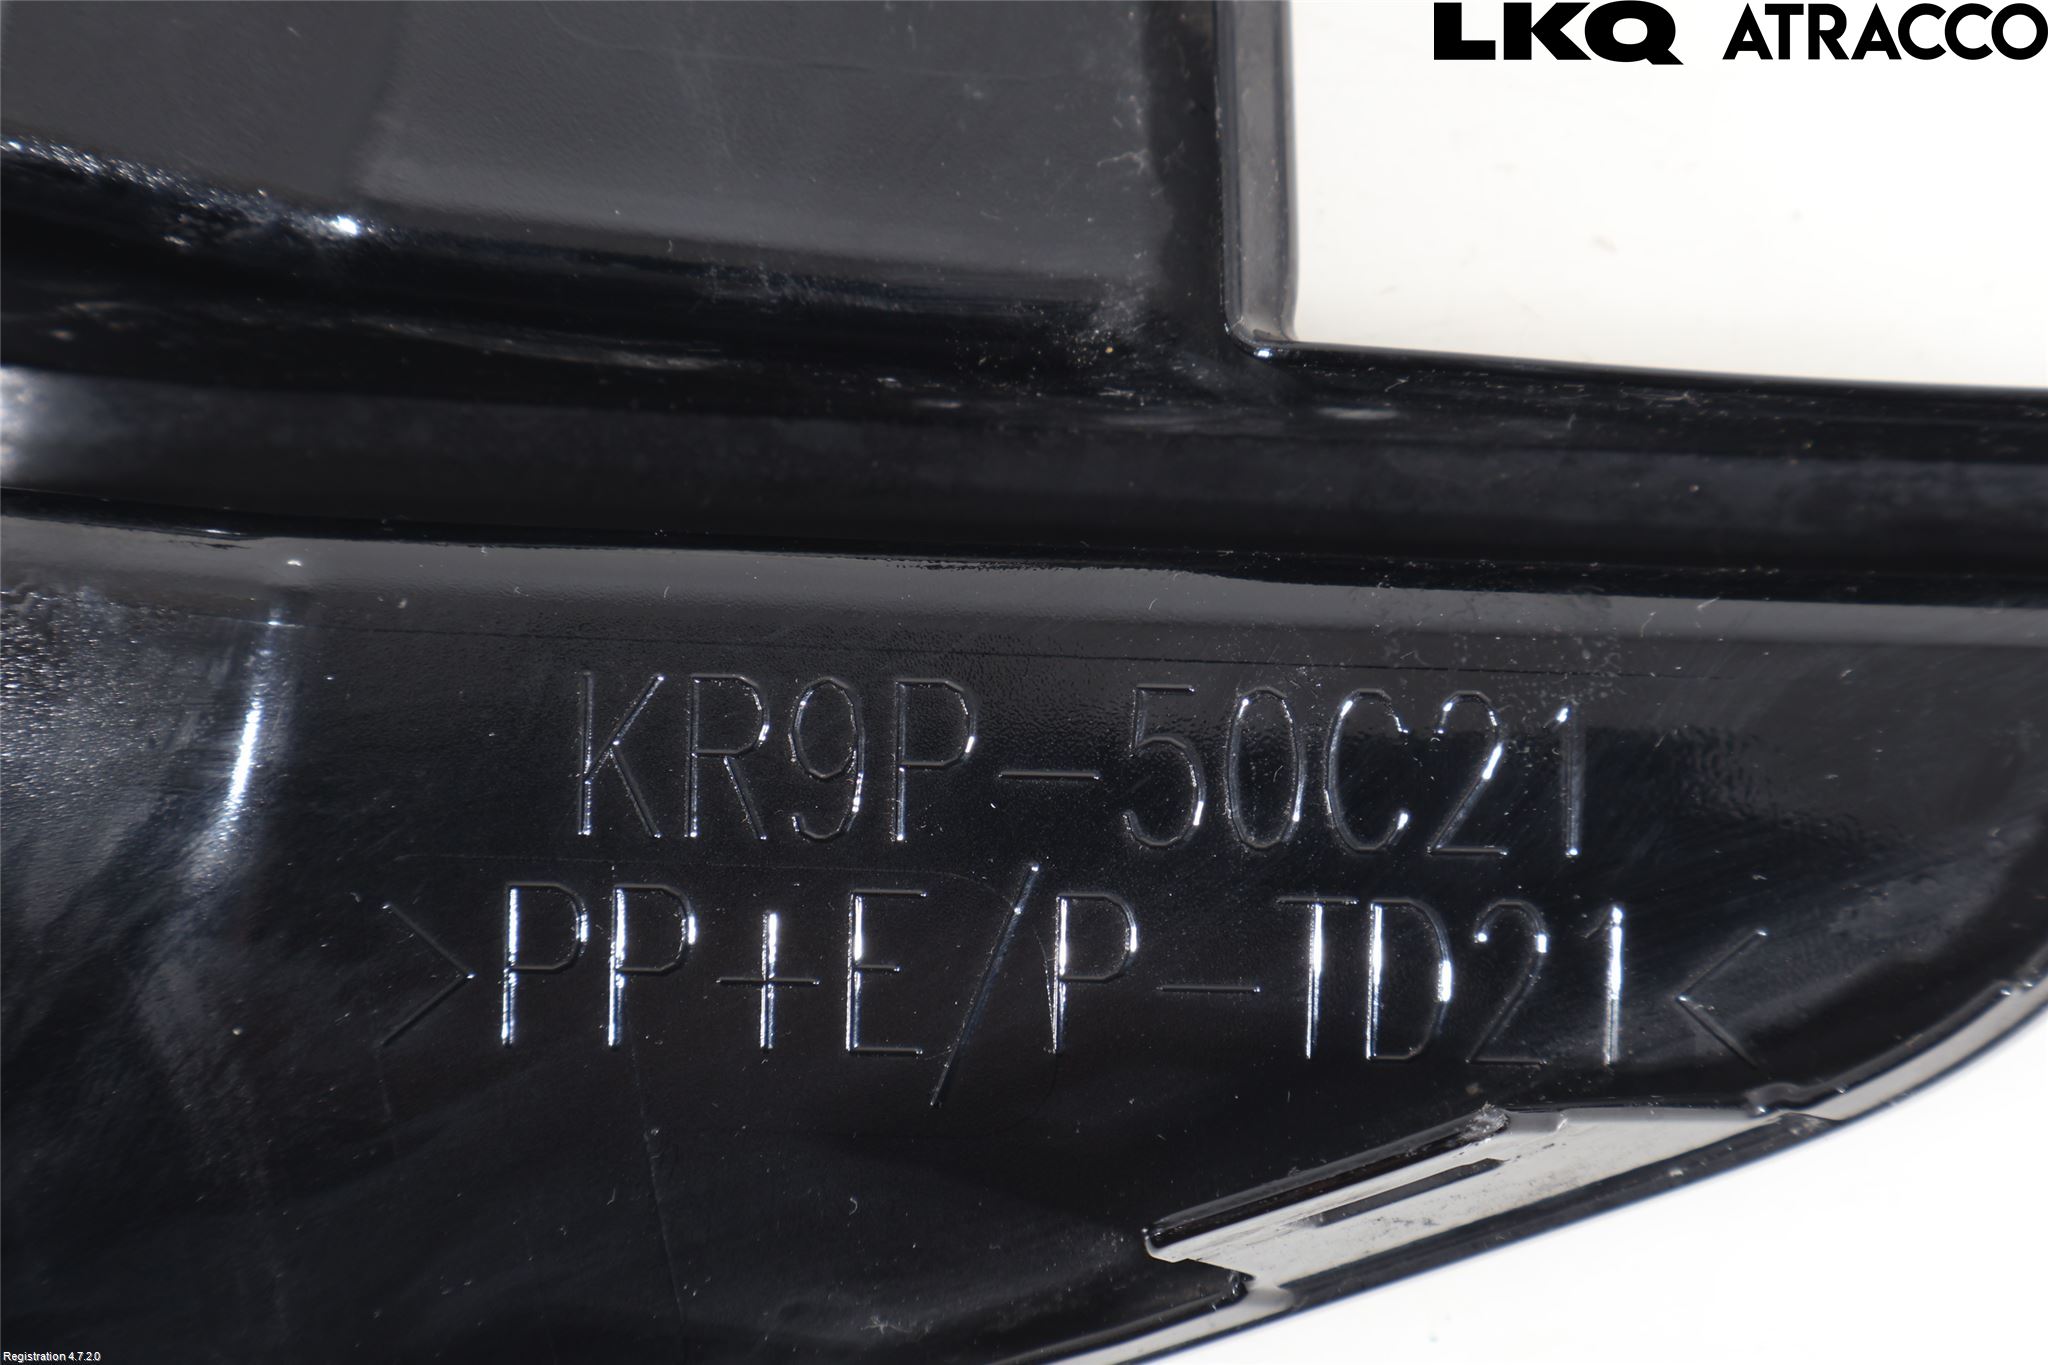 LKQ ATRACCO
KR9P-50C21
>PP+E/P-TD21<
Registration 4.7.2.0